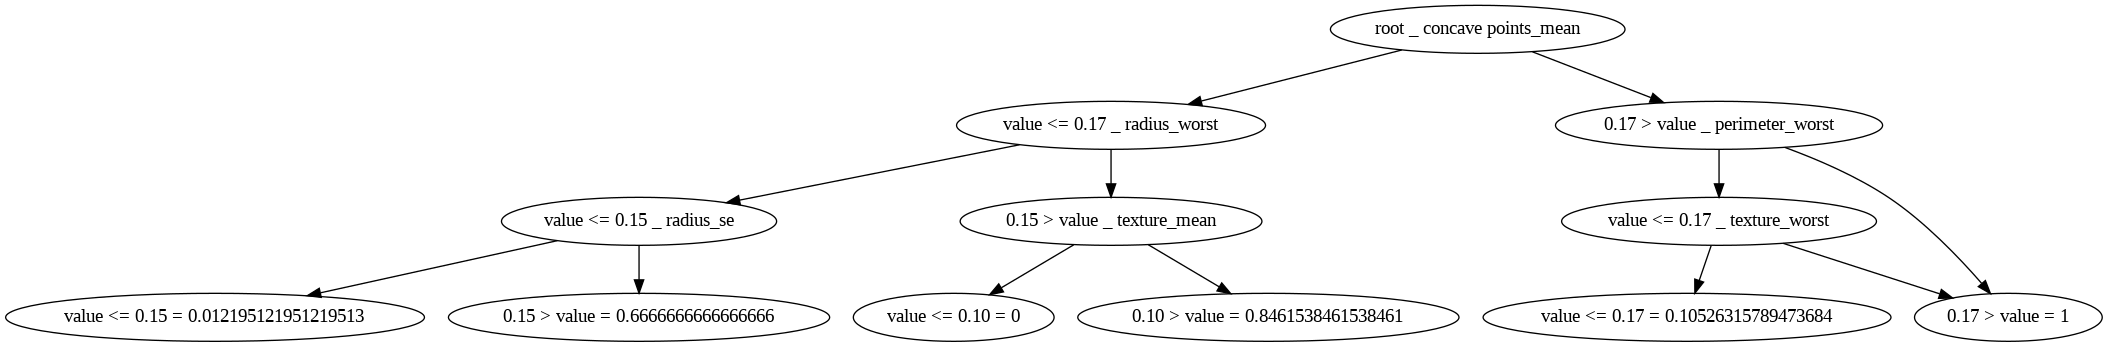 root _ concave points_mean
value <= 0.17 _ radius_worst
0.17 > value _ perimeter_worst
value <= 0.15 _ radius_se
0.15 > value _ texture_mean
value <= 0.17 _ texture_worst
value <= 0.15 = 0.012195121951219513
0.15 > value = 0.6666666666666666
value <= 0.10 = 0
0.10 > value = 0.8461538461538461
value <= 0.17 = 0.10526315789473684
0.17 > value = 1